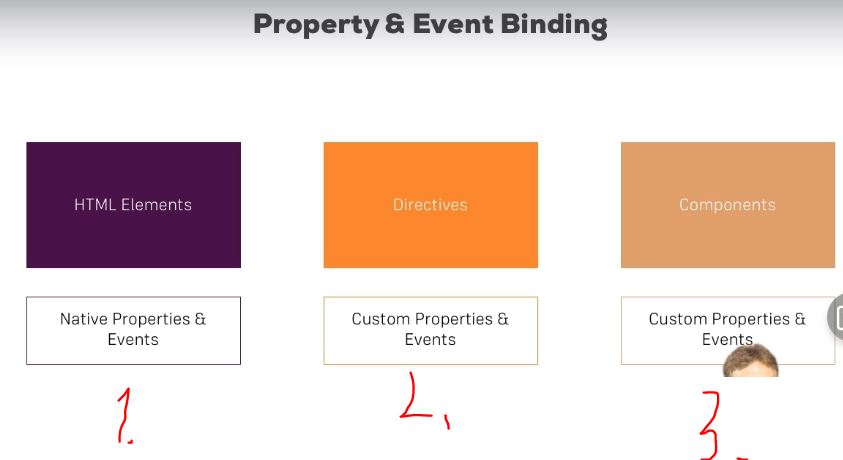 Property & Event Binding
HTML Elements
Directives
Components
Native Properties &
Events
Custom Properties &
Events
Custom Properties &
Events
1.
2.
3.